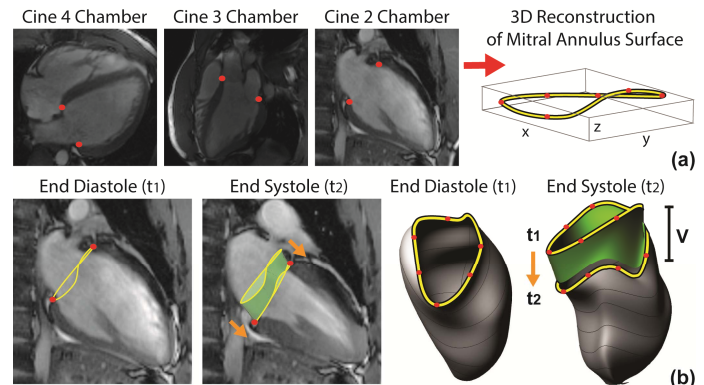 Cine 4 Chamber
Cine 3 Chamber
Cine 2 Chamber
3D Reconstruction
of Mitral Annulus Surface
x
z
y
(a)
End Diastole (t1)
End Systole (t2)
End Diastole (t1)
End Systole (t2)
t1
V
t2
(b)